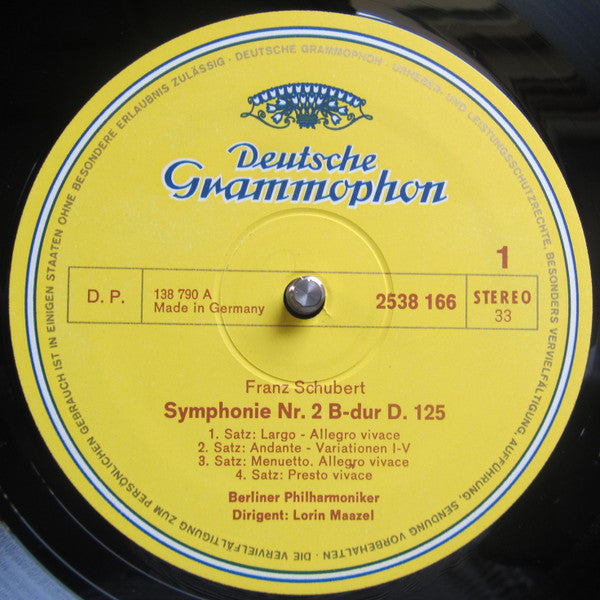 Deutsche
Grammophon
1
D. P.
138 790 A
Made in Germany
2538 166
STEREO
33
Franz Schubert
Symphonie Nr. 2 B-dur D. 125
1. Satz: Largo - Allegro vivace
2. Satz: Andante - Variationen I-V
3. Satz: Menuetto. Allegro vivace
4. Satz: Presto vivace
Berliner Philharmoniker
Dirigent: Lorin Maazel
DEUTSCHE GRAMMOPHON · URHEBER- UND LEISTUNGSSCHUTZRECHTE, BESONDERS VERVIELFÄLTIGUNG, AUFFÜHRUNG, SENDUNG VORBEHALTEN · DIE VERVIELFÄLTIGUNG ZUM PERSÖNLICHEN GEBRAUCH IST IN EINIGEN STAATEN OHNE BESONDERE ERLAUBNIS ZULÄSSIG ·